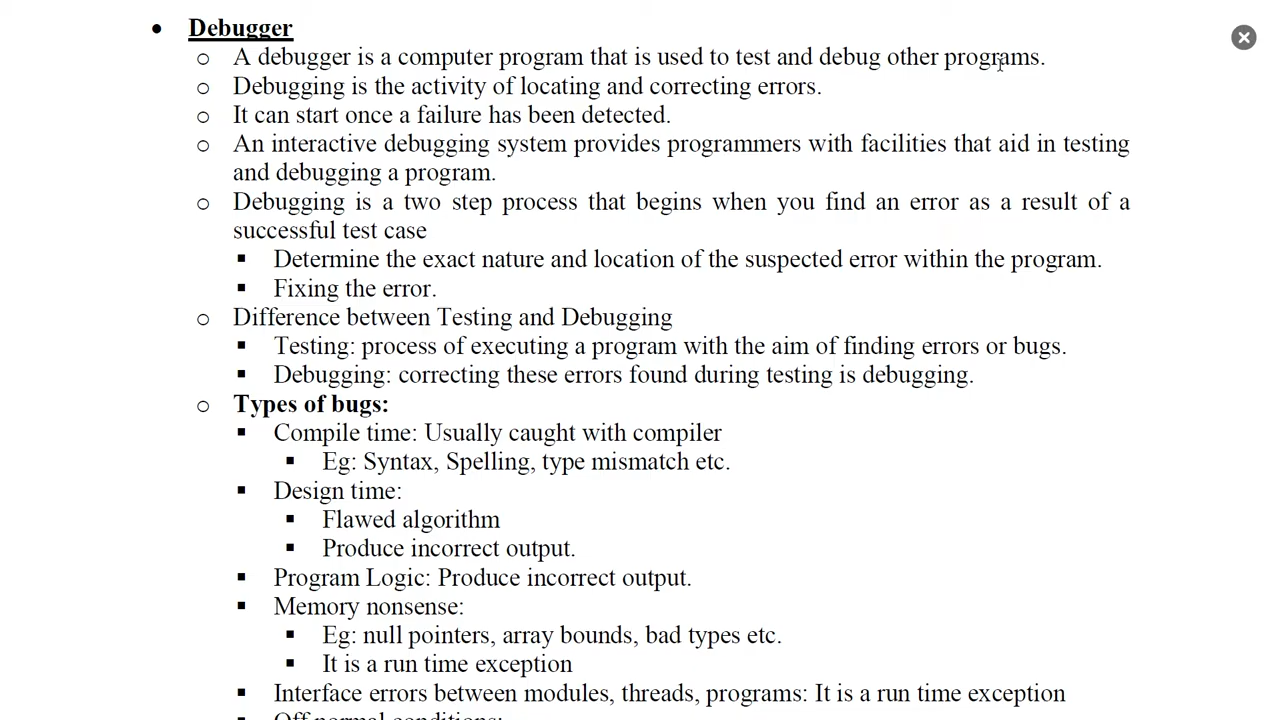 • Debugger
o A debugger is a computer program that is used to test and debug other programs.
o Debugging is the activity of locating and correcting errors.
o It can start once a failure has been detected.
o An interactive debugging system provides programmers with facilities that aid in testing
and debugging a program.
o Debugging is a two step process that begins when you find an error as a result of a
successful test case
▪ Determine the exact nature and location of the suspected error within the program.
▪ Fixing the error.
o Difference between Testing and Debugging
▪ Testing: process of executing a program with the aim of finding errors or bugs.
▪ Debugging: correcting these errors found during testing is debugging.
o Types of bugs:
▪ Compile time: Usually caught with compiler
▪ Eg: Syntax, Spelling, type mismatch etc.
▪ Design time:
▪ Flawed algorithm
▪ Produce incorrect output.
▪ Program Logic: Produce incorrect output.
▪ Memory nonsense:
▪ Eg: null pointers, array bounds, bad types etc.
▪ It is a run time exception
▪ Interface errors between modules, threads, programs: It is a run time exception
▪ Off normal conditions: